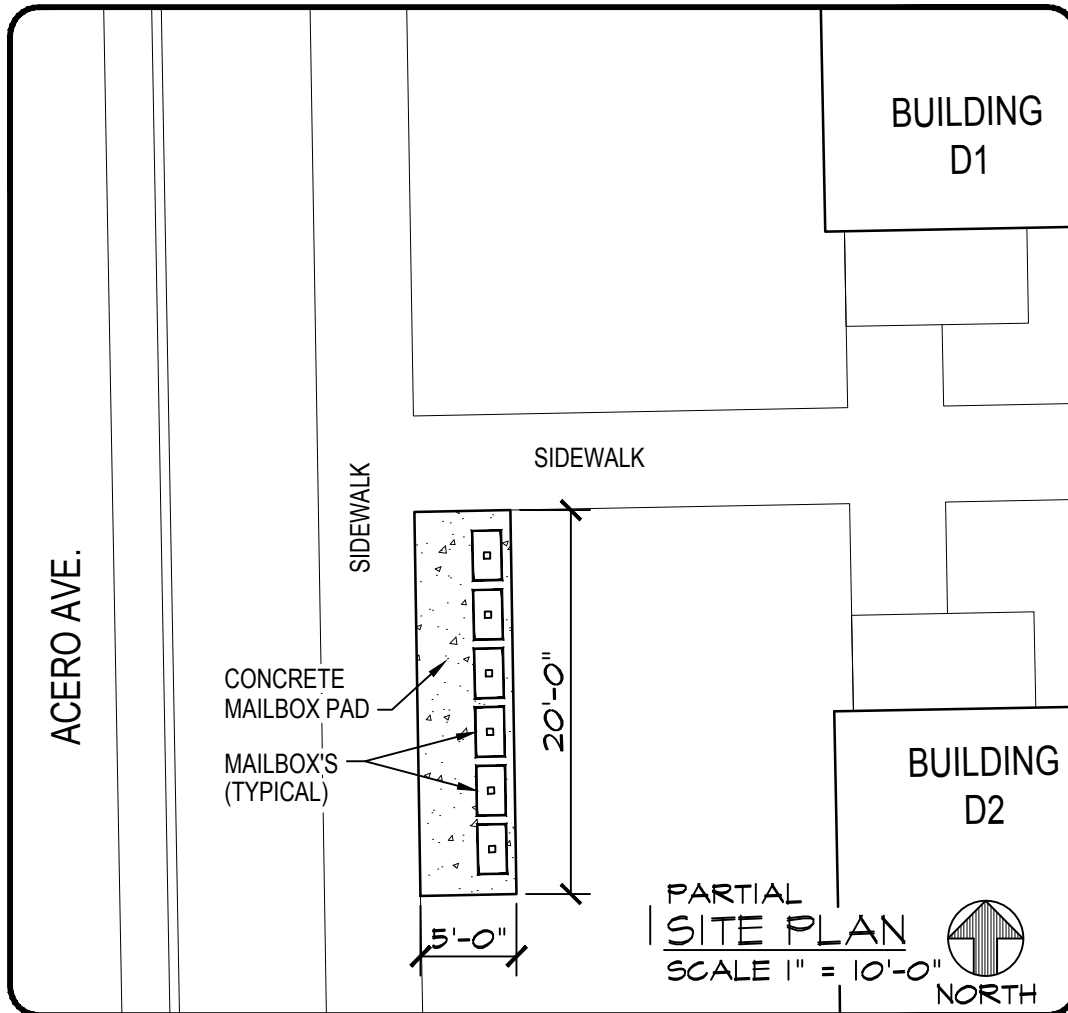 BUILDING
D1
SIDEWALK
SIDEWALK
ACERO AVE.
CONCRETE
MAILBOX PAD
MAILBOX'S
(TYPICAL)
20'-0"
5'-0"
BUILDING
D2
PARTIAL
SITE PLAN
SCALE 1" = 10'-0"
NORTH